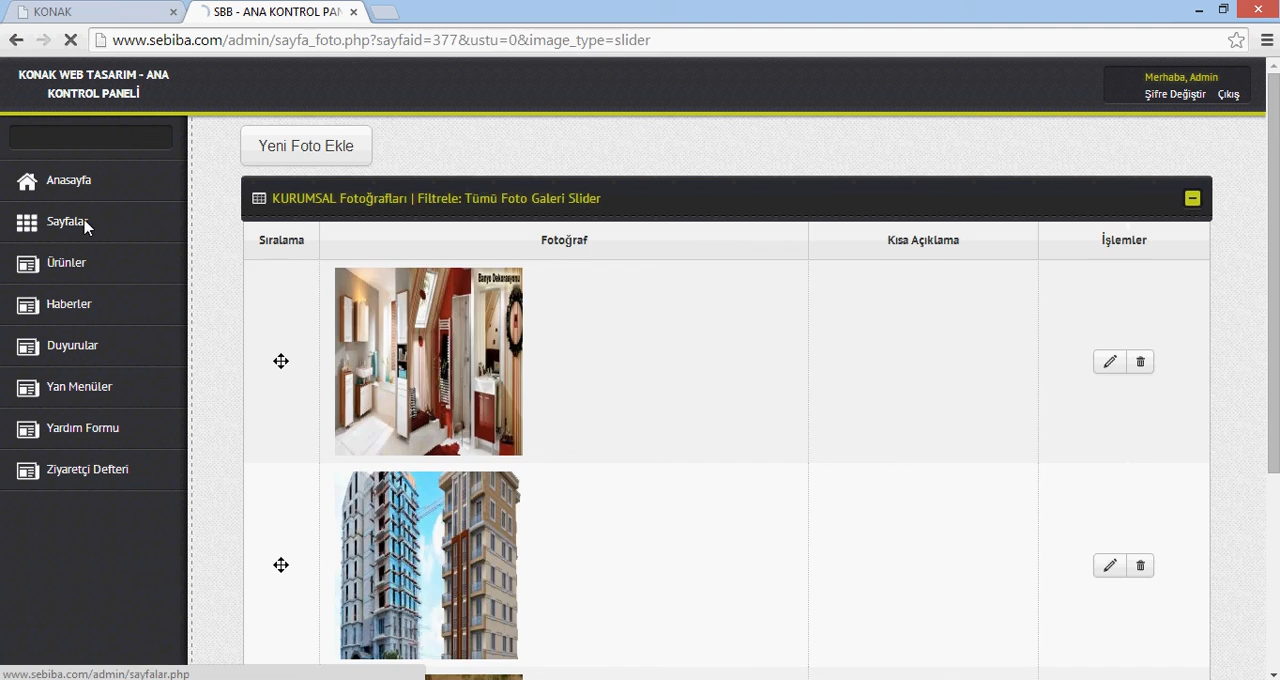 KONAK
SBB - ANA KONTROL PAN
www.sebiba.com/admin/sayfa_foto.php?sayfaid=377&ustu=0&image_type=slider
KONAK WEB TASARIM - ANA
KONTROL PANELİ
Merhaba, Admin
Şifre Değiştir Çıkış
Anasayfa
Sayfalar
Ürünler
Haberler
Duyurular
Yan Menüler
Yardım Formu
Ziyaretçi Defteri
Yeni Foto Ekle
KURUMSAL Fotoğrafları | Filtrele: Tümü Foto Galeri Slider
Sıralama Fotoğraf Kısa Açıklama İşlemler
Banyo Dekorasyonu
www.sebiba.com/admin/sayfalar.php